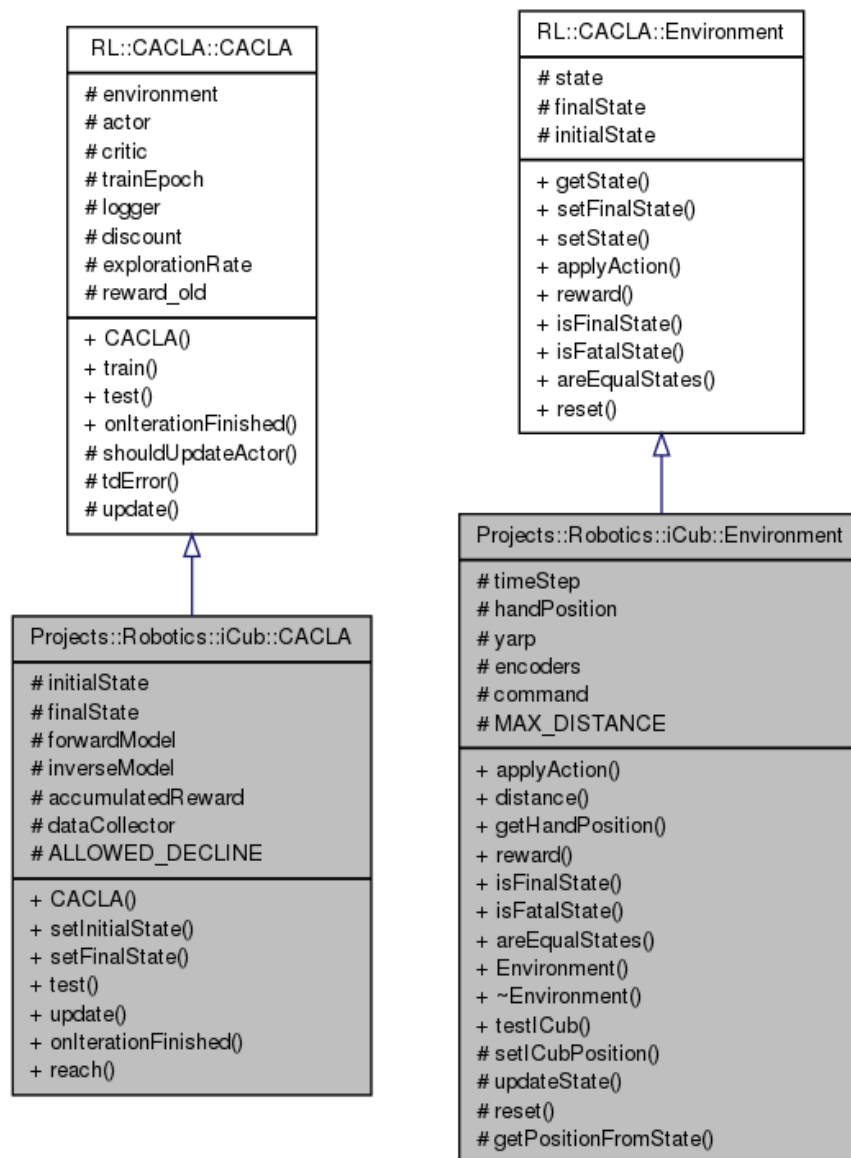 RL::CACLA::CACLA
# environment
# actor
# critic
# trainEpoch
# logger
# discount
# explorationRate
# reward_old
+ CACLA()
+ train()
+ test()
+ onIterationFinished()
# shouldUpdateActor()
# tdError()
# update()
Projects::Robotics::iCub::CACLA
# initialState
# finalState
# forwardModel
# inverseModel
# accumulatedReward
# dataCollector
# ALLOWED_DECLINE
+ CACLA()
+ setInitialState()
+ setFinalState()
+ test()
+ update()
+ onIterationFinished()
+ reach()
RL::CACLA::Environment
# state
# finalState
# initialState
+ getState()
+ setFinalState()
+ setState()
+ applyAction()
+ reward()
+ isFinalState()
+ isFatalState()
+ areEqualStates()
+ reset()
Projects::Robotics::iCub::Environment
# timeStep
# handPosition
# yarp
# encoders
# command
# MAX_DISTANCE
+ applyAction()
+ distance()
+ getHandPosition()
+ reward()
+ isFinalState()
+ isFatalState()
+ areEqualStates()
+ Environment()
+ ~Environment()
+ testICub()
# setICubPosition()
# updateState()
# reset()
# getPositionFromState()